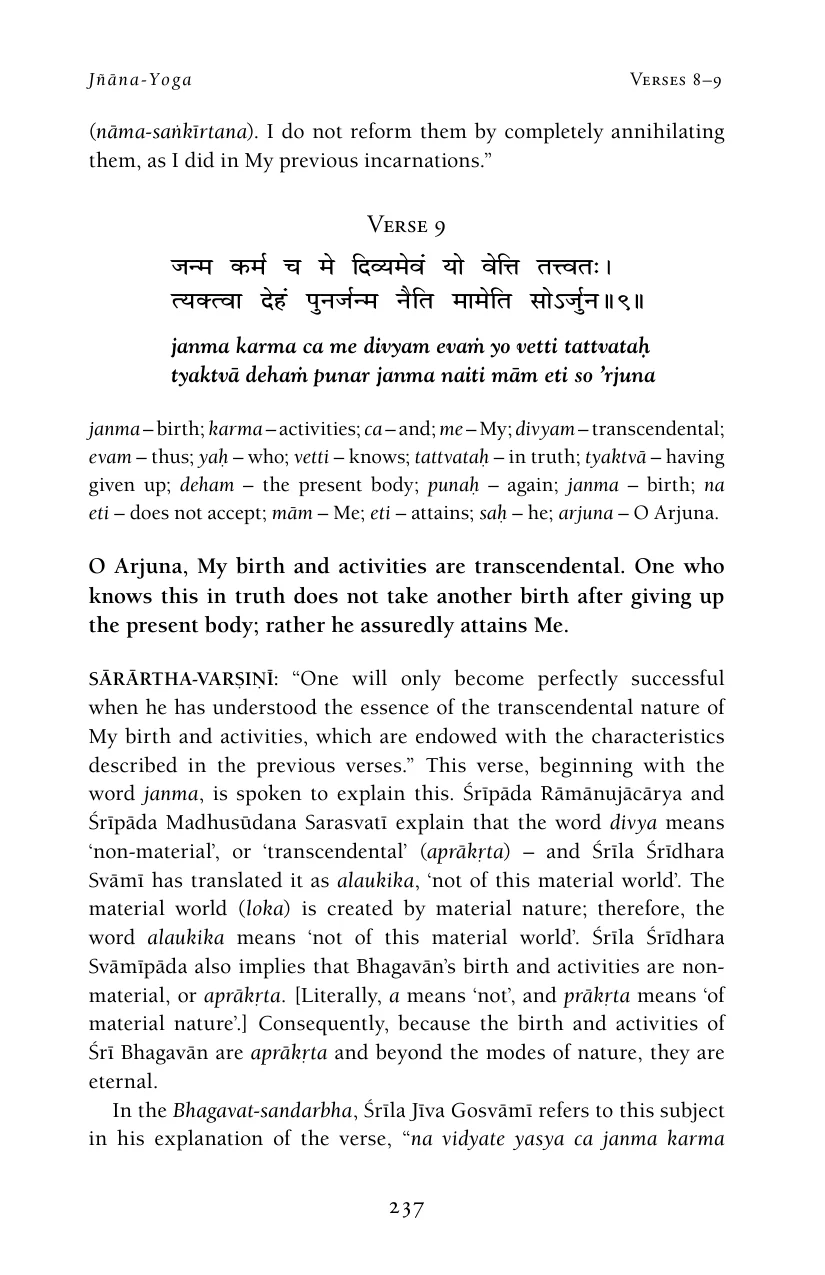 Jñāna-Yoga Verses 8–9
(nāma-saṅkīrtana). I do not reform them by completely annihilating
them, as I did in My previous incarnations.”
Verse 9
जन्म कर्म च मे दिव्यमेवं यो वेत्ति तत्त्वतः।
त्यक्त्वा देहं पुनर्जन्म नैति मामेति सोऽर्जुन॥९॥
janma karma ca me divyam evaṁ yo vetti tattvataḥ
tyaktvā dehaṁ punar janma naiti mām eti so ’rjuna
janma – birth; karma – activities; ca – and; me – My; divyam – transcendental;
evam – thus; yaḥ – who; vetti – knows; tattvataḥ – in truth; tyaktvā – having
given up; deham – the present body; punaḥ – again; janma – birth; na
eti – does not accept; mām – Me; eti – attains; saḥ – he; arjuna – O Arjuna.
O Arjuna, My birth and activities are transcendental. One who
knows this in truth does not take another birth after giving up
the present body; rather he assuredly attains Me.
SĀRĀRTHA-VARṢIṆĪ: “One will only become perfectly successful
when he has understood the essence of the transcendental nature of
My birth and activities, which are endowed with the characteristics
described in the previous verses.” This verse, beginning with the
word janma, is spoken to explain this. Śrīpāda Rāmānujācārya and
Śrīpāda Madhusūdana Sarasvatī explain that the word divya means
‘non-material’, or ‘transcendental’ (aprākṛta) – and Śrīla Śrīdhara
Svāmī has translated it as alaukika, ‘not of this material world’. The
material world (loka) is created by material nature; therefore, the
word alaukika means ‘not of this material world’. Śrīla Śrīdhara
Svāmīpāda also implies that Bhagavān’s birth and activities are non-
material, or aprākṛta. [Literally, a means ‘not’, and prākṛta means ‘of
material nature’.] Consequently, because the birth and activities of
Śrī Bhagavān are aprākṛta and beyond the modes of nature, they are
eternal.
In the Bhagavat-sandarbha, Śrīla Jīva Gosvāmī refers to this subject
in his explanation of the verse, “na vidyate yasya ca janma karma
237